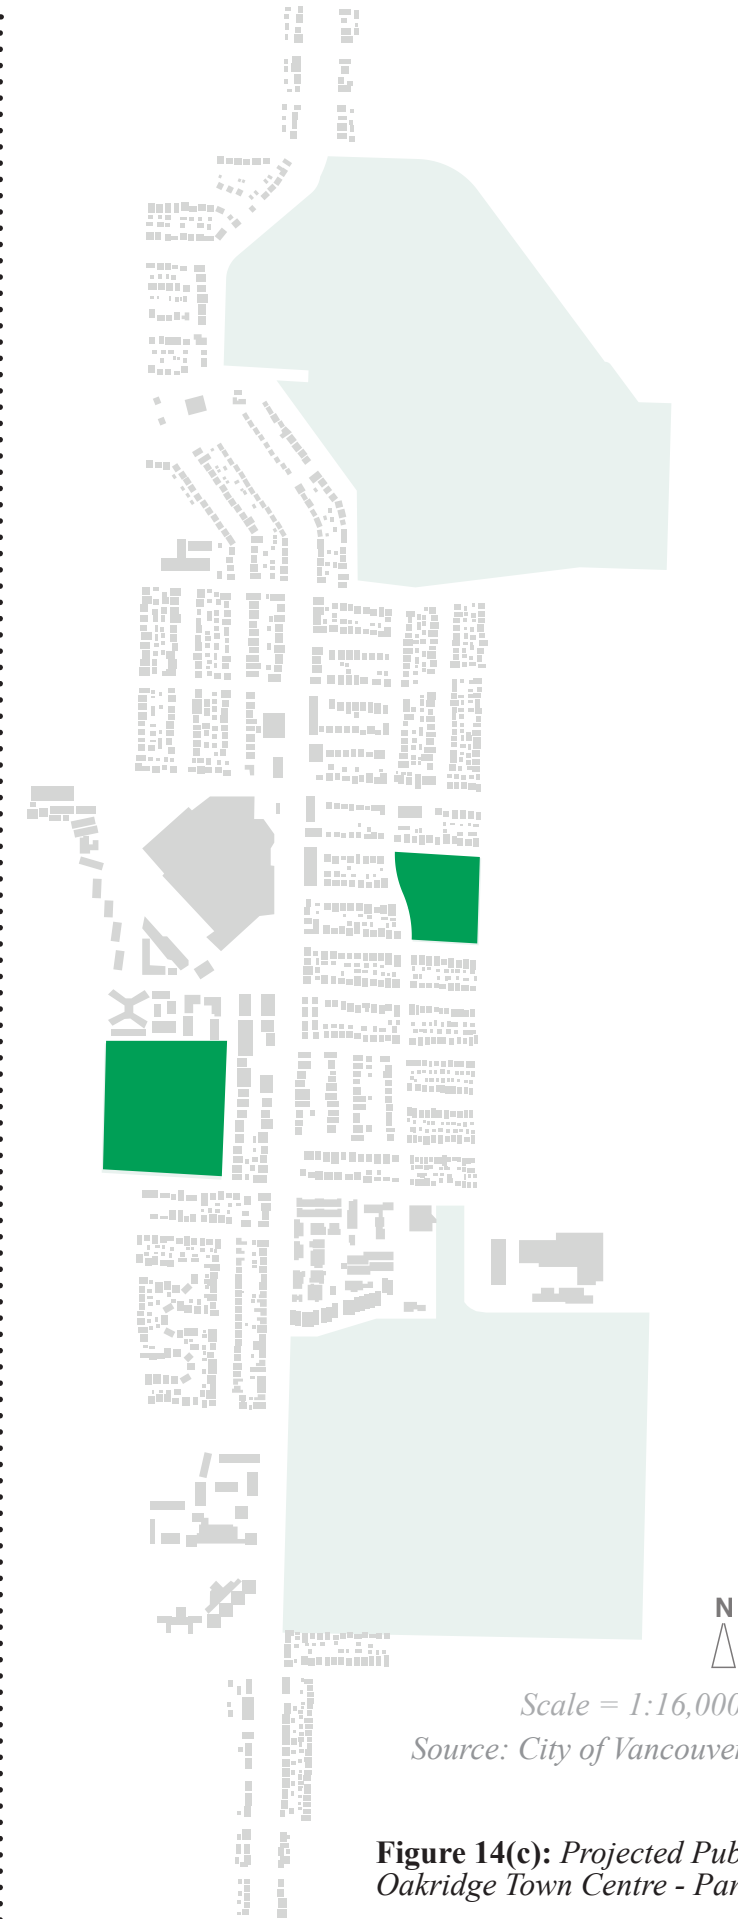 N
Scale = 1:16,000
Source: City of Vancouver
Figure 14(c): Projected Pub
Oakridge Town Centre - Par